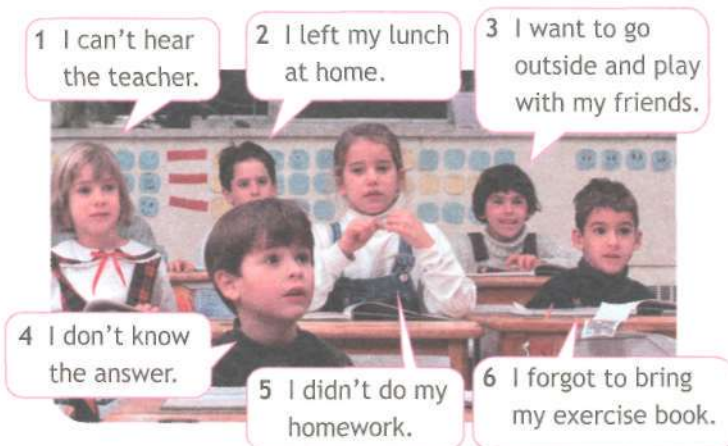 1 I can't hear
the teacher.
2 I left my lunch
at home.
3 I want to go
outside and play
with my friends.
4 I don't know
the answer.
5 I didn't do my
homework.
6 I forgot to bring
my exercise book.